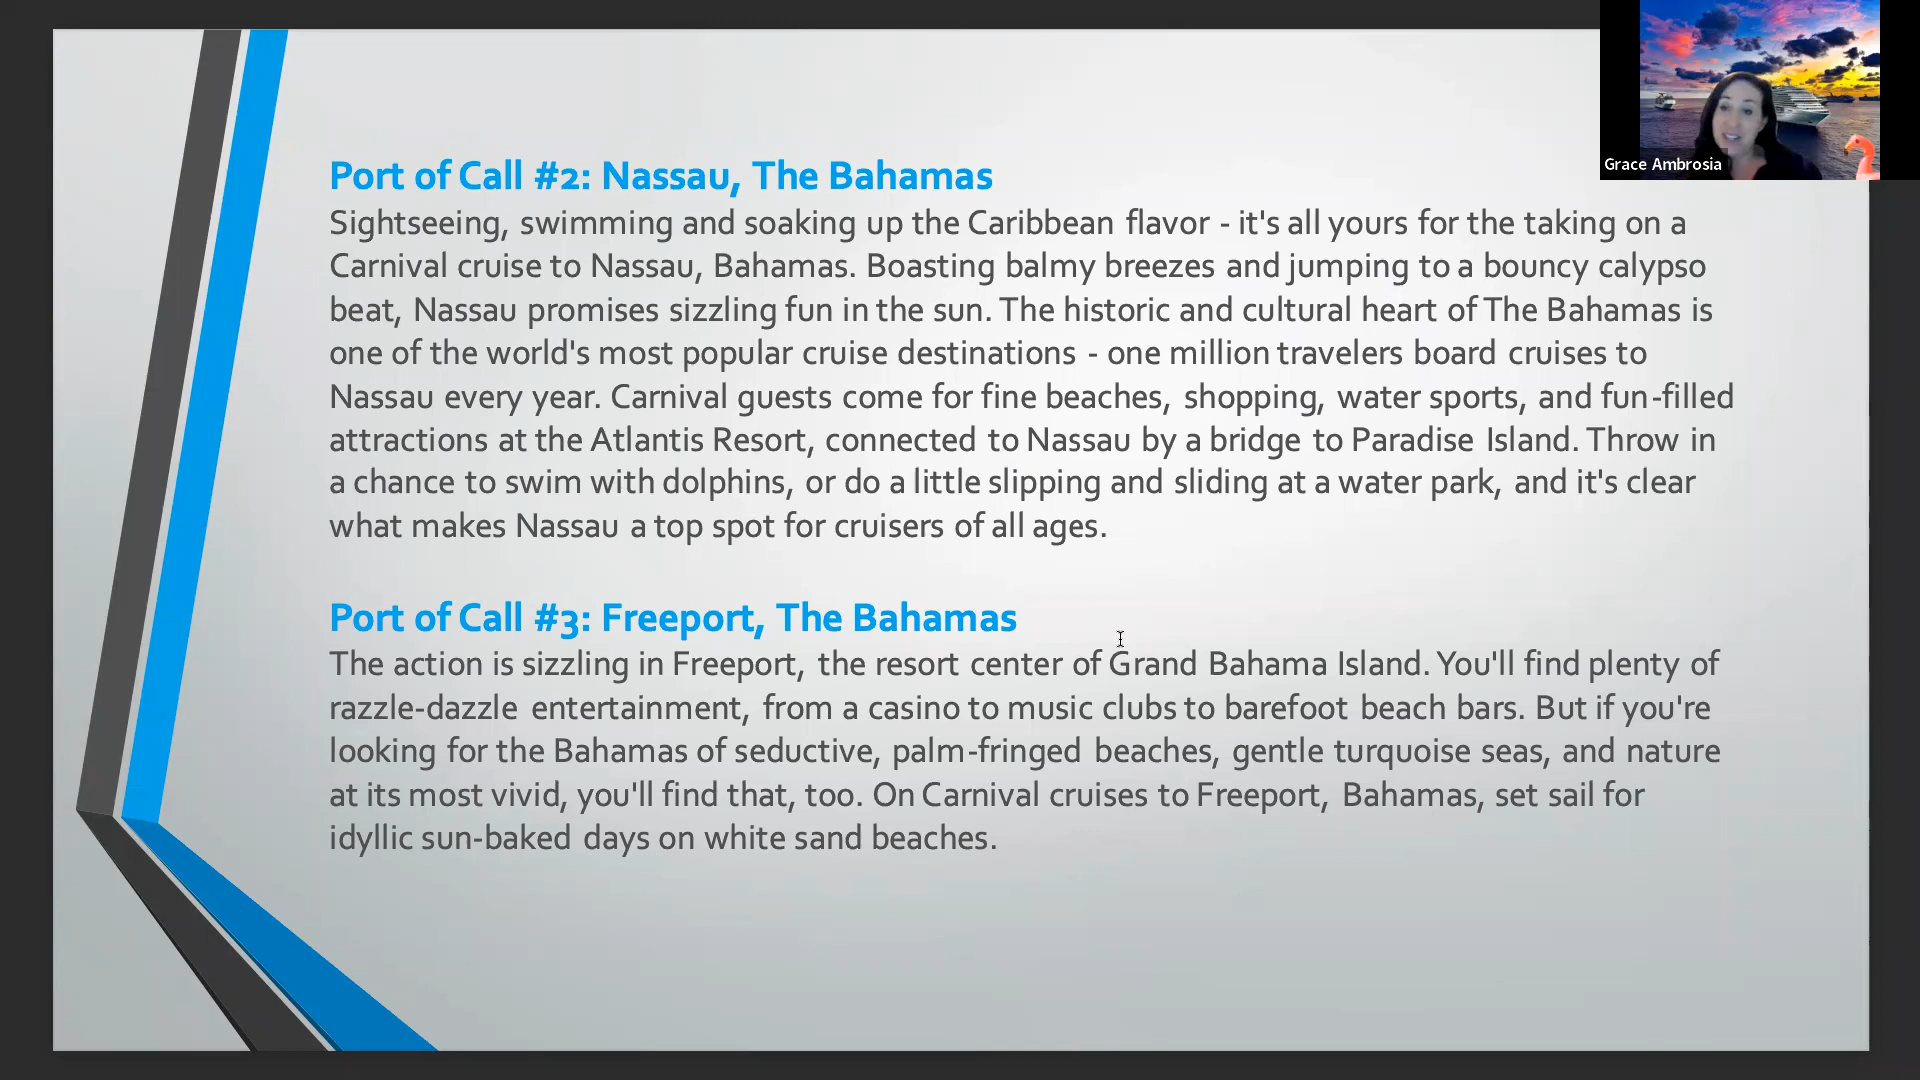 Grace Ambrosia
Port of Call #2: Nassau, The Bahamas
Sightseeing, swimming and soaking up the Caribbean flavor - it's all yours for the taking on a
Carnival cruise to Nassau, Bahamas. Boasting balmy breezes and jumping to a bouncy calypso
beat, Nassau promises sizzling fun in the sun. The historic and cultural heart of The Bahamas is
one of the world's most popular cruise destinations - one million travelers board cruises to
Nassau every year. Carnival guests come for fine beaches, shopping, water sports, and fun-filled
attractions at the Atlantis Resort, connected to Nassau by a bridge to Paradise Island. Throw in
a chance to swim with dolphins, or do a little slipping and sliding at a water park, and it's clear
what makes Nassau a top spot for cruisers of all ages.
Port of Call #3: Freeport, The Bahamas
The action is sizzling in Freeport, the resort center of Grand Bahama Island. You'll find plenty of
razzle-dazzle entertainment, from a casino to music clubs to barefoot beach bars. But if you're
looking for the Bahamas of seductive, palm-fringed beaches, gentle turquoise seas, and nature
at its most vivid, you'll find that, too. On Carnival cruises to Freeport, Bahamas, set sail for
idyllic sun-baked days on white sand beaches.